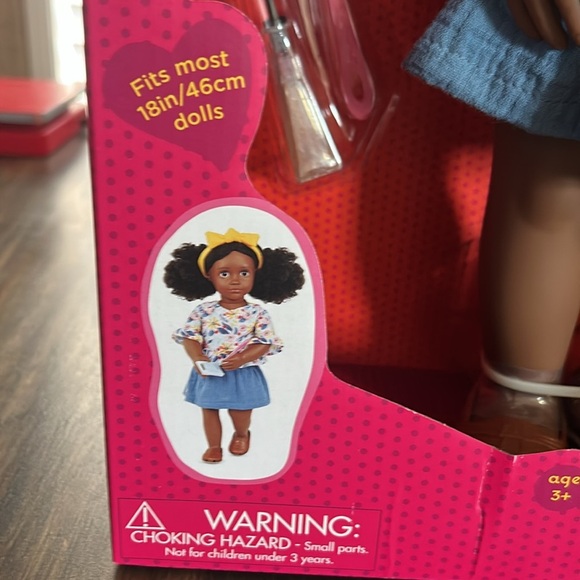 Fits most
18in/46cm
dolls
age
3+
WARNING:
CHOKING HAZARD - Small parts.
Not for children under 3 years.